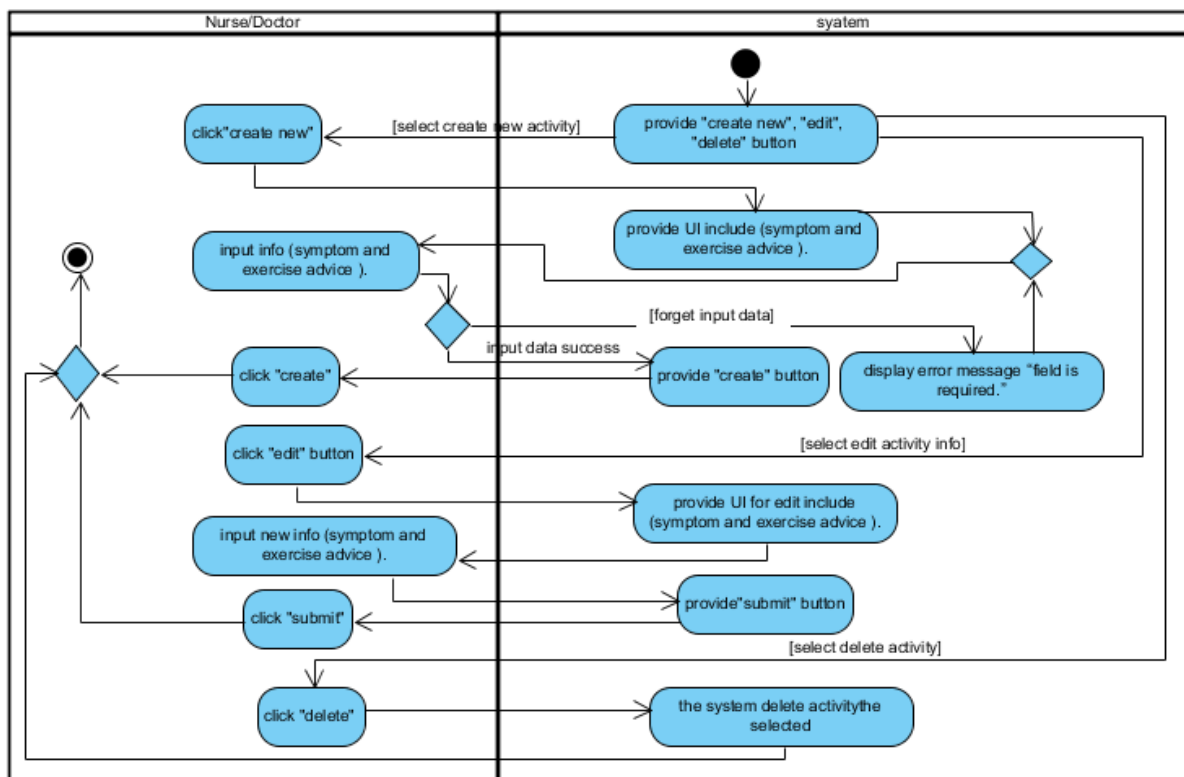 Nurse/Doctor
syatem
provide "create new", "edit",
"delete" button
[select create new activity]
click"create new"
provide UI include (symptom and
exercise advice ).
input info (symptom and
exercise advice ).
[forget input data]
input data success
provide "create" button
click "create"
display error message "field is
required."
[select edit activity info]
click "edit" button
provide UI for edit include
(symptom and exercise advice ).
input new info (symptom and
exercise advice ).
provide"submit" button
click "submit"
[select delete activity]
click "delete"
the system delete activitythe
selected